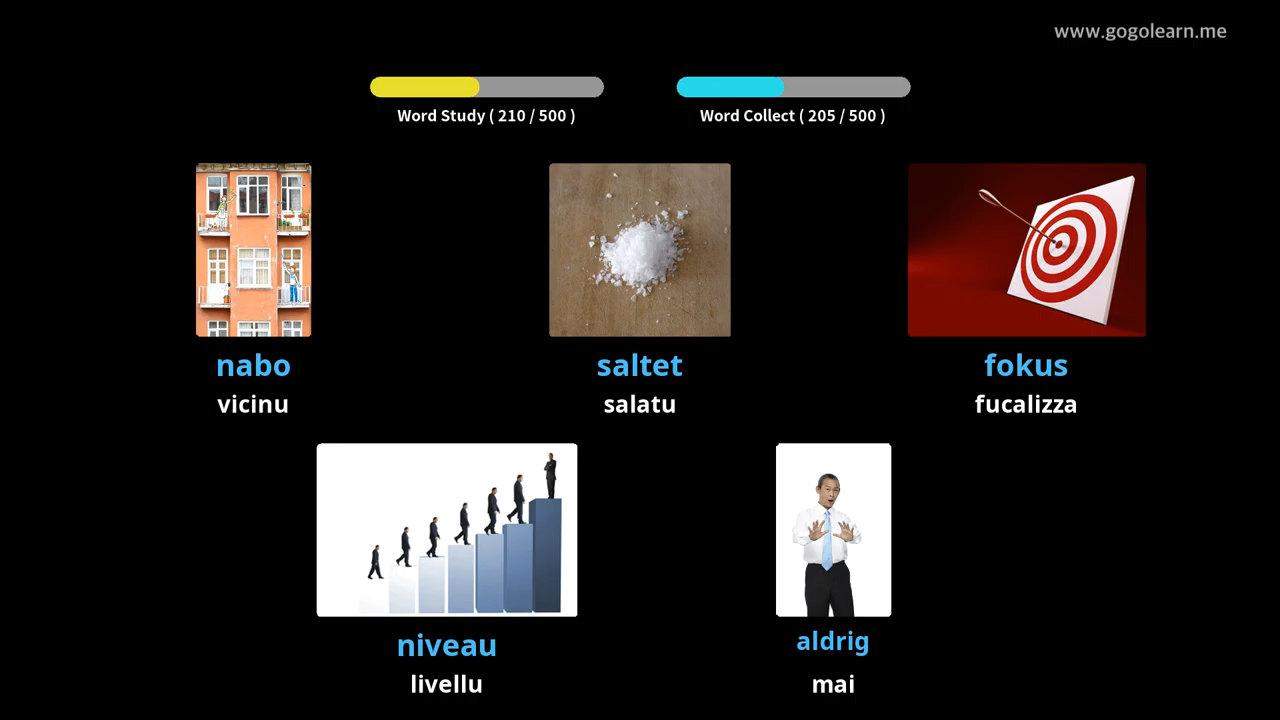 www.gogolearn.me
Word Study ( 210 / 500 )
Word Collect ( 205 / 500 )
nabo
vicinu
saltet
salatu
fokus
fucalizza
niveau
livellu
aldrig
mai